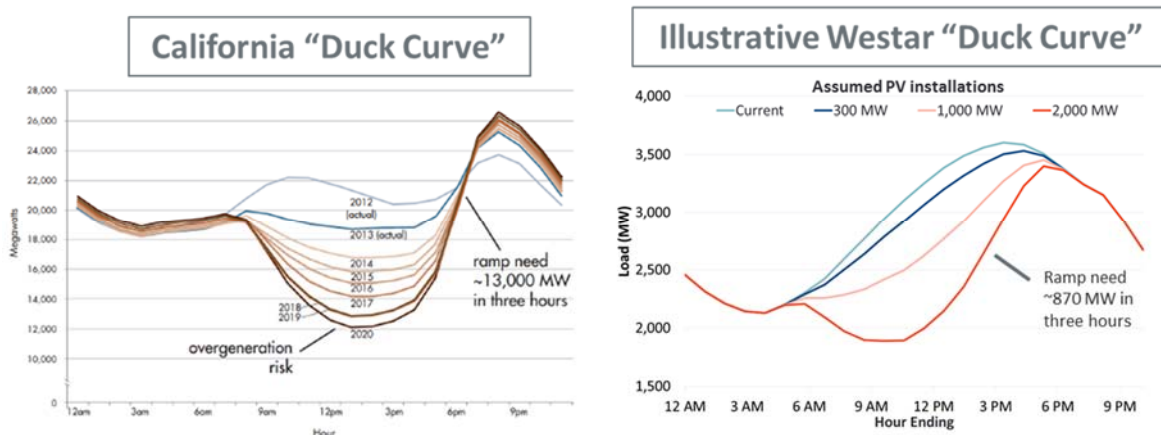 California “Duck Curve”
28,000
26,000
24,000
22,000
20,000
18,000
16,000
14,000
12,000
10,000
0
Megawatts
2012
(actual)
2013 (actual)
2014
2015
2016
2017
2018
2019
2020
ramp need
~13,000 MW
in three hours
overgeneration
risk
12am 3am 6am 9am 12pm 3pm 6pm 9pm
Hour
Illustrative Westar “Duck Curve”
Assumed PV installations
Current 300 MW 1,000 MW 2,000 MW
4,000
3,500
3,000
2,500
2,000
1,500
Load (MW)
Ramp need
~870 MW in
three hours
12 AM 3 AM 6 AM 9 AM 12 PM 3 PM 6 PM 9 PM
Hour Ending